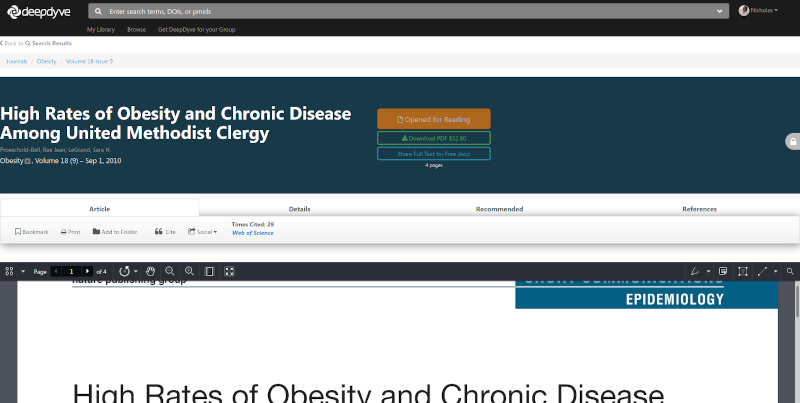 deepdyve
Enter search terms, DOIs, or pmids
Nicholas
My Library Browse Get DeepDyve for your Group
Back to Search Results
Journals / Obesity / Volume 18 Issue 9
High Rates of Obesity and Chronic Disease
Among United Methodist Clergy
Proeschold-Bell, Rae Jean; LeGrand, Sara H.
Obesity, Volume 18 (9) – Sep 1, 2010
Opened for Reading
Download PDF $52.80
Share Full Text for Free
4 pages
Article Details Recommended References
Bookmark Print Add to Folder Cite Social
Times Cited: 29
Web of Science
Page 1 of 4
nature publishing group
SHORT COMMUNICATIONS
EPIDEMIOLOGY
High Rates of Obesity and Chronic Disease